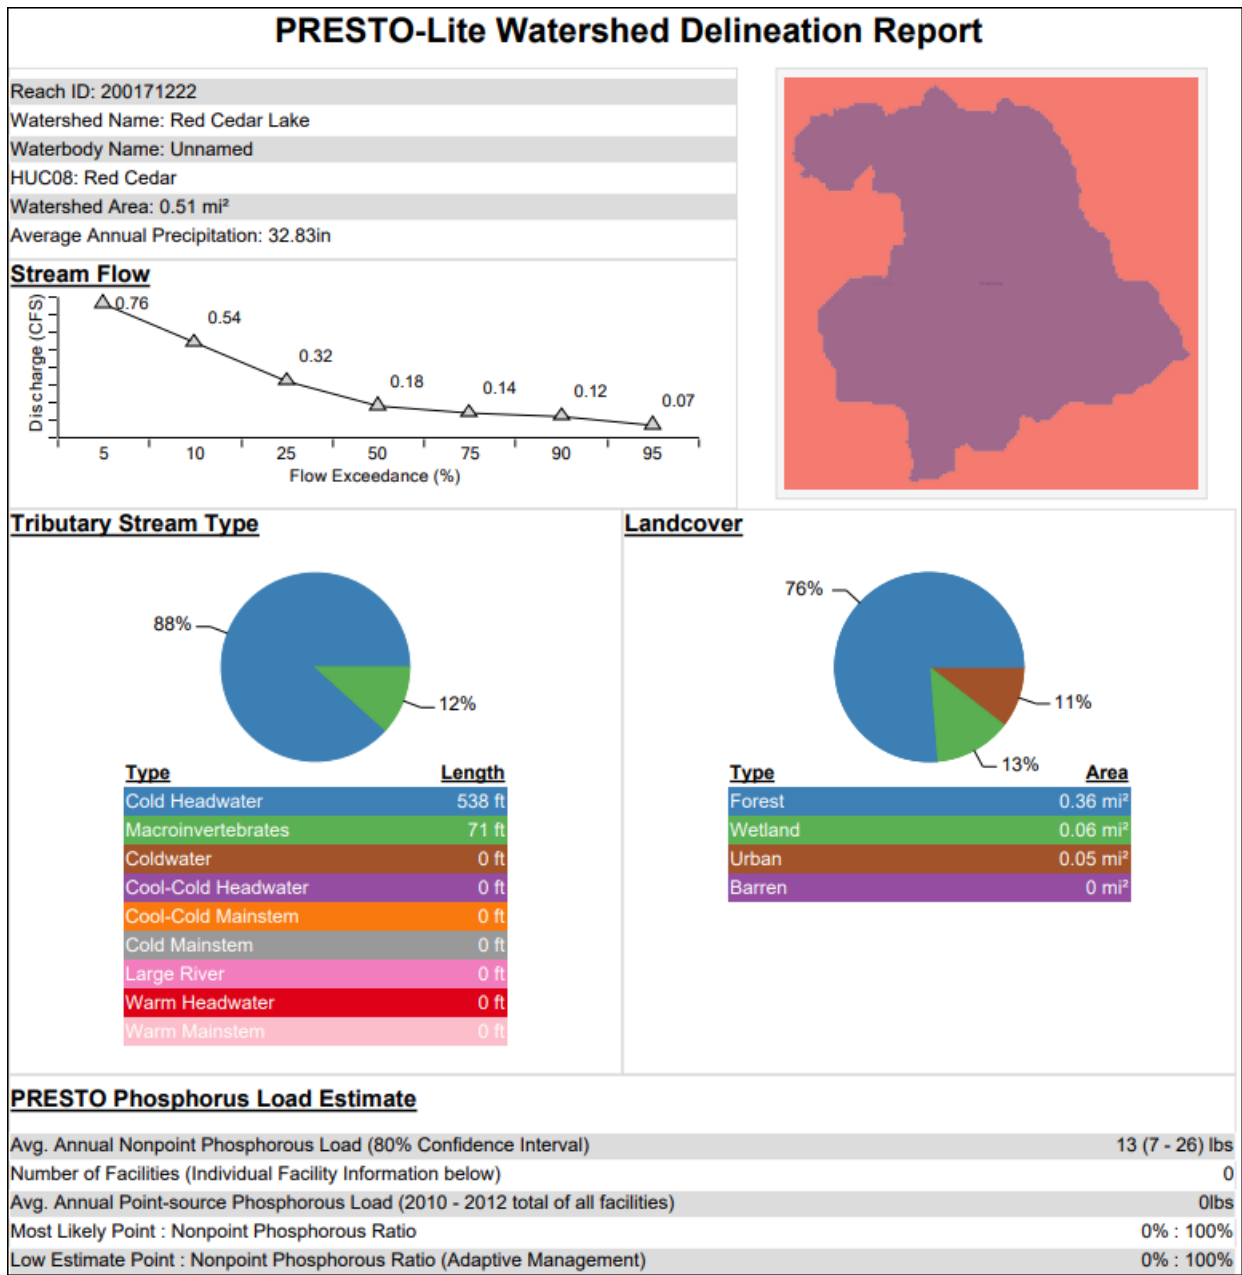 PRESTO-Lite Watershed Delineation Report
Reach ID: 200171222
Watershed Name: Red Cedar Lake
Waterbody Name: Unnamed
HUC08: Red Cedar
Watershed Area: 0.51 mi²
Average Annual Precipitation: 32.83in
Stream Flow
Discharge (CFS)
0.76
0.54
0.32
0.18
0.14
0.12
0.07
5 10 25 50 75 90 95
Flow Exceedance (%)
Tributary Stream Type
88%
12%
Type Length
Cold Headwater 538 ft
Macroinvertebrates 71 ft
Coldwater 0 ft
Cool-Cold Headwater 0 ft
Cool-Cold Mainstem 0 ft
Cold Mainstem 0 ft
Large River 0 ft
Warm Headwater 0 ft
Warm Mainstem 0 ft
Landcover
76%
11%
13%
Type Area
Forest 0.36 mi²
Wetland 0.06 mi²
Urban 0.05 mi²
Barren 0 mi²
PRESTO Phosphorus Load Estimate
Avg. Annual Nonpoint Phosphorous Load (80% Confidence Interval) 13 (7 - 26) lbs
Number of Facilities (Individual Facility Information below) 0
Avg. Annual Point-source Phosphorous Load (2010 - 2012 total of all facilities) 0lbs
Most Likely Point : Nonpoint Phosphorous Ratio 0% : 100%
Low Estimate Point : Nonpoint Phosphorous Ratio (Adaptive Management) 0% : 100%